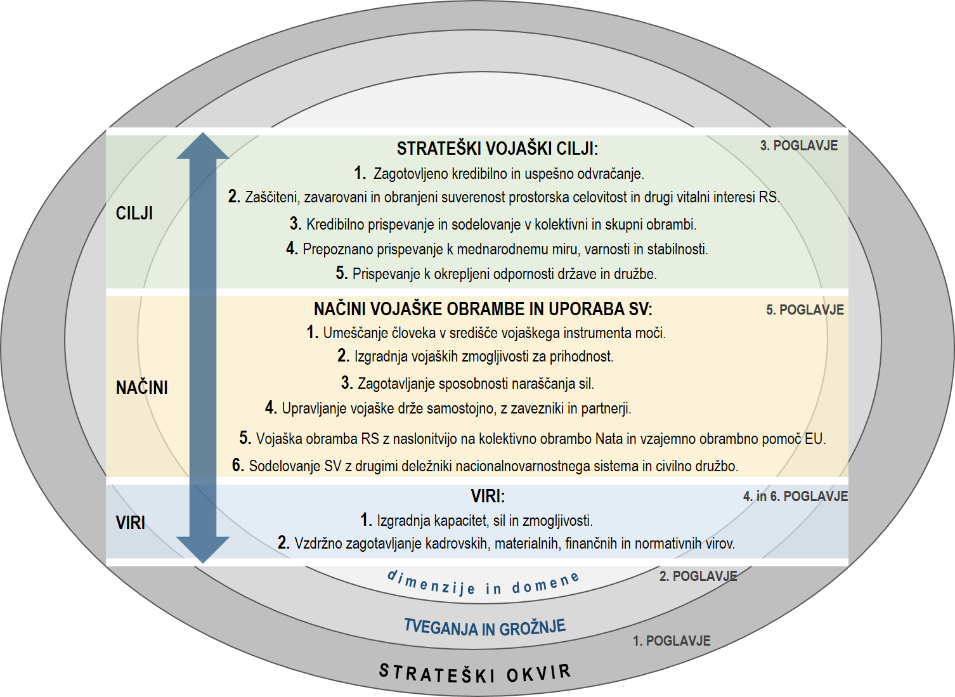 STRATEŠKI VOJAŠKI CILJI:
3. POGLAVJE
1. Zagotovljeno kredibilno in uspešno odvračanje.
2. Zaščiteni, zavarovani in obranjeni suverenost prostorska celovitost in drugi vitalni interesi RS.
CILJI
3. Kredibilno prispevanje in sodelovanje v kolektivni in skupni obrambi.
4. Prepoznano prispevanje k mednarodnemu miru, varnosti in stabilnosti.
5. Prispevanje k okrepljeni odpornosti države in družbe.
NAČINI VOJAŠKE OBRAMBE IN UPORABA SV:
5. POGLAVJE
1. Umeščanje človeka v središče vojaškega instrumenta moči.
2. Izgradnja vojaških zmogljivosti za prihodnost.
3. Zagotavljanje sposobnosti naraščanja sil.
NAČINI
4. Upravljanje vojaške drže samostojno, z zavezniki in partnerji.
5. Vojaška obramba RS z naslonitvijo na kolektivno obrambo Nata in vzajemno obrambno pomoč EU.
6. Sodelovanje SV z drugimi deležniki nacionalnovarnostnega sistema in civilno družbo.
VIRI:
4. in 6. POGLAVJE
1. Izgradnja kapacitet, sil in zmogljivosti.
VIRI
2. Vzdržno zagotavljanje kadrovskih, materialnih, finančnih in normativnih virov.
dimenzije in domene
2. POGLAVJE
TVEGANJA IN GROŽNJE
1. POGLAVJE
STRATEŠKI OKVIR